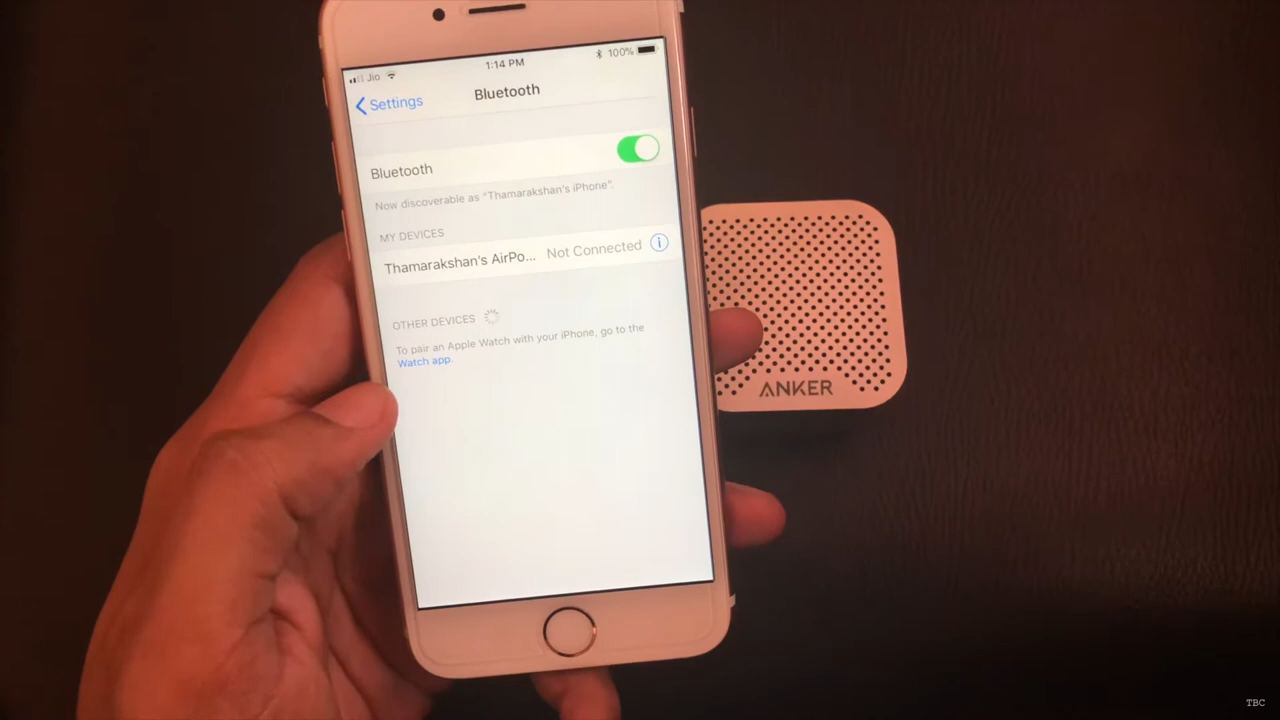 Jio 1:14 PM 100%
Settings Bluetooth
Bluetooth
Now discoverable as “Thamarakshan's iPhone”.
MY DEVICES
Thamarakshan's AirPo... Not Connected
OTHER DEVICES
To pair an Apple Watch with your iPhone, go to the
Watch app.
ANKER
TBC